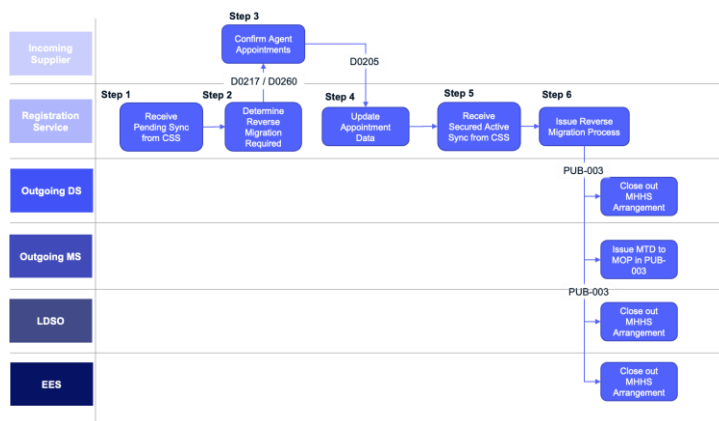 Step 3
Incoming
Supplier
Confirm Agent
Appointments
D0205
D0217 / D0260
Step 1
Step 2
Step 4
Step 5
Step 6
Registration
Service
Receive
Pending Sync
from CSS
Determine
Reverse
Migration
Required
Update
Appointment
Data
Receive
Secured Active
Sync from CSS
Issue Reverse
Migration Process
PUB-003
Outgoing DS
Close out
MHHS
Arrangement
Outgoing MS
Issue MTD to
MOP in PUB-
003
PUB-003
LDSO
Close out
MHHS
Arrangement
EES
Close out
MHHS
Arrangement